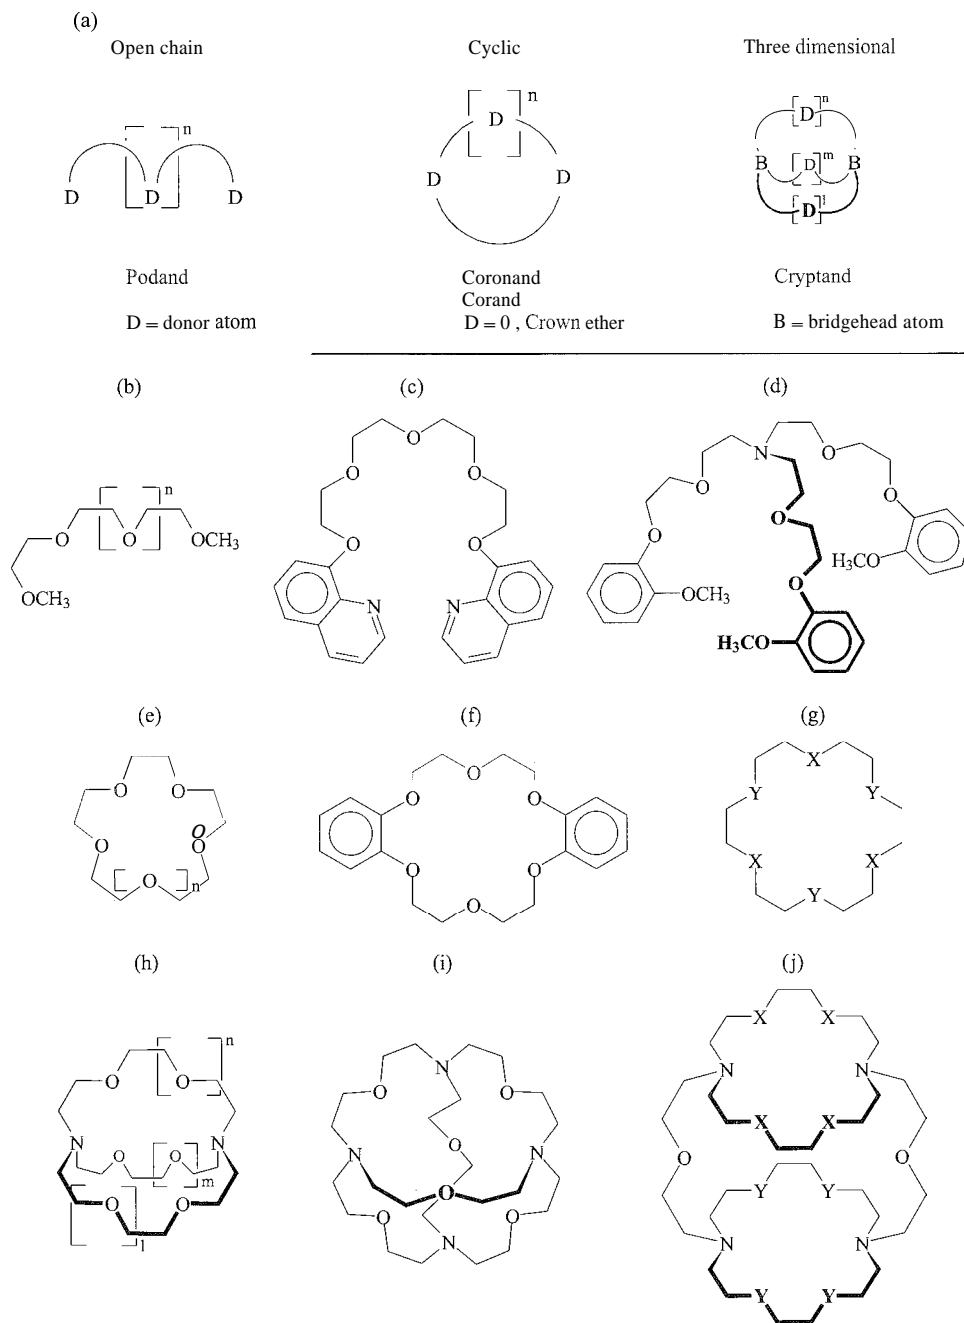 (a)
Open chain Cyclic Three dimensional
n
D D D
n
D
D D
n
D
B m B
D
l
D
Podand Coronand Cryptand
Corand
D = donor atom D = 0 , Crown ether B = bridgehead atom
(b) (c) (d)
n
O O OCH3
OCH3
O
O O
O O
N N
N
O O
O O
O OCH3 H3CO
O
H3CO
(e) (f) (g)
O O
O O
O
O n
O
O O
O O
O
X
Y Y
X X
Y
(h) (i) (j)
n
O O
N O O N
m
O O
l
N
O O
O
N N
O
O O
N
X X
N N
X X
O O
Y Y
N N
Y Y